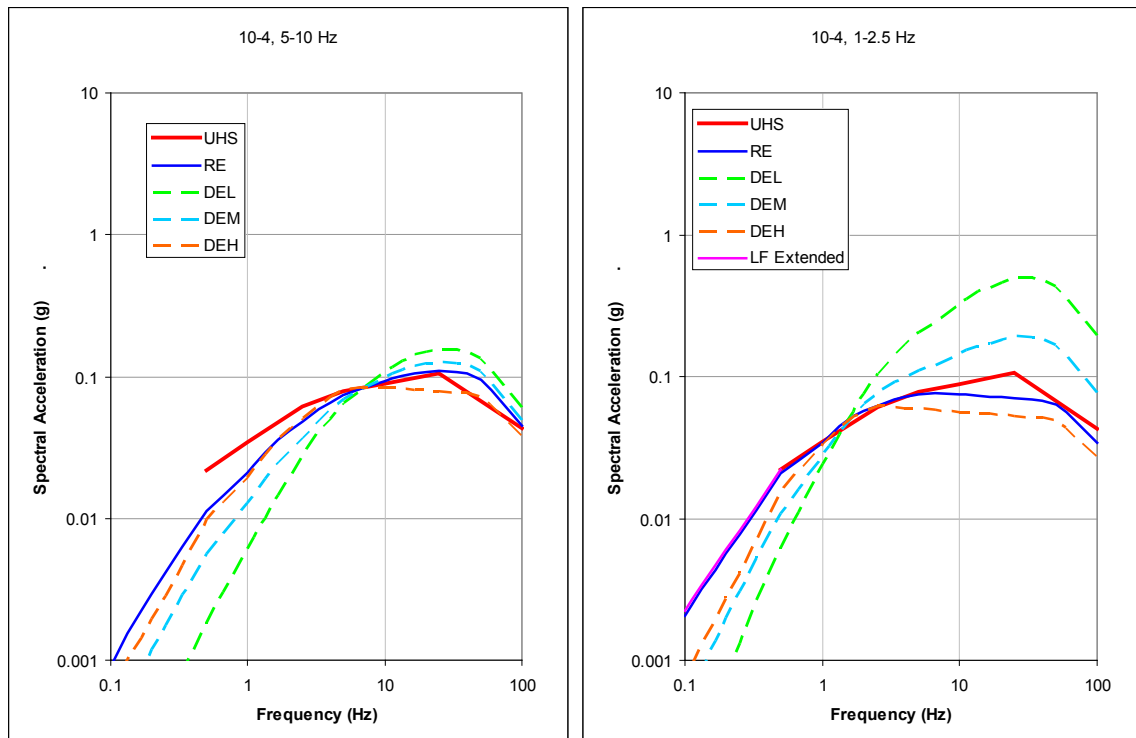 10-4, 5-10 Hz
10
1
0.1
0.01
0.001
0.1
1
10
100
Spectral Acceleration (g)
Frequency (Hz)
UHS
RE
DEL
DEM
DEH
10-4, 1-2.5 Hz
10
1
0.1
0.01
0.001
0.1
1
10
100
Spectral Acceleration (g)
Frequency (Hz)
UHS
RE
DEL
DEM
DEH
LF Extended